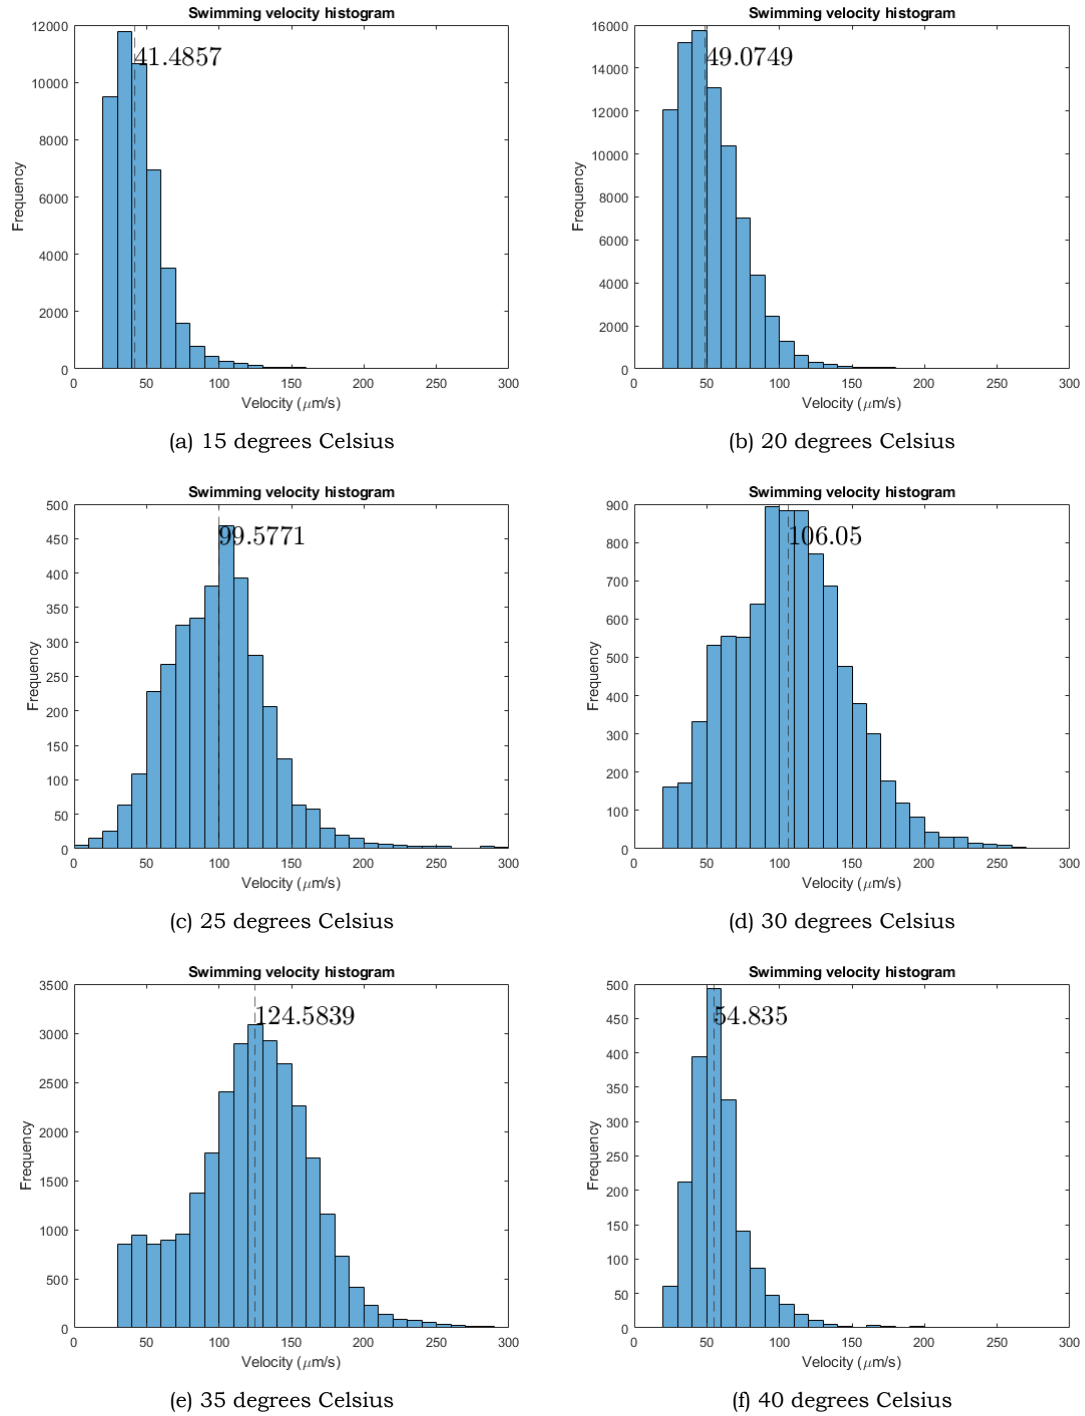 Swimming velocity histogram
12000
10000
8000
6000
4000
2000
0
Frequency
41.4857
0 50 100 150 200 250 300
Velocity (μm/s)
(a) 15 degrees Celsius
Swimming velocity histogram
16000
14000
12000
10000
8000
6000
4000
2000
0
Frequency
49.0749
0 50 100 150 200 250 300
Velocity (μm/s)
(b) 20 degrees Celsius
Swimming velocity histogram
500
450
400
350
300
250
200
150
100
50
0
Frequency
99.5771
0 50 100 150 200 250 300
Velocity (μm/s)
(c) 25 degrees Celsius
Swimming velocity histogram
900
800
700
600
500
400
300
200
100
0
Frequency
106.05
0 50 100 150 200 250 300
Velocity (μm/s)
(d) 30 degrees Celsius
Swimming velocity histogram
3500
3000
2500
2000
1500
1000
500
0
Frequency
124.5839
0 50 100 150 200 250 300
Velocity (μm/s)
(e) 35 degrees Celsius
Swimming velocity histogram
500
450
400
350
300
250
200
150
100
50
0
Frequency
54.835
0 50 100 150 200 250 300
Velocity (μm/s)
(f) 40 degrees Celsius